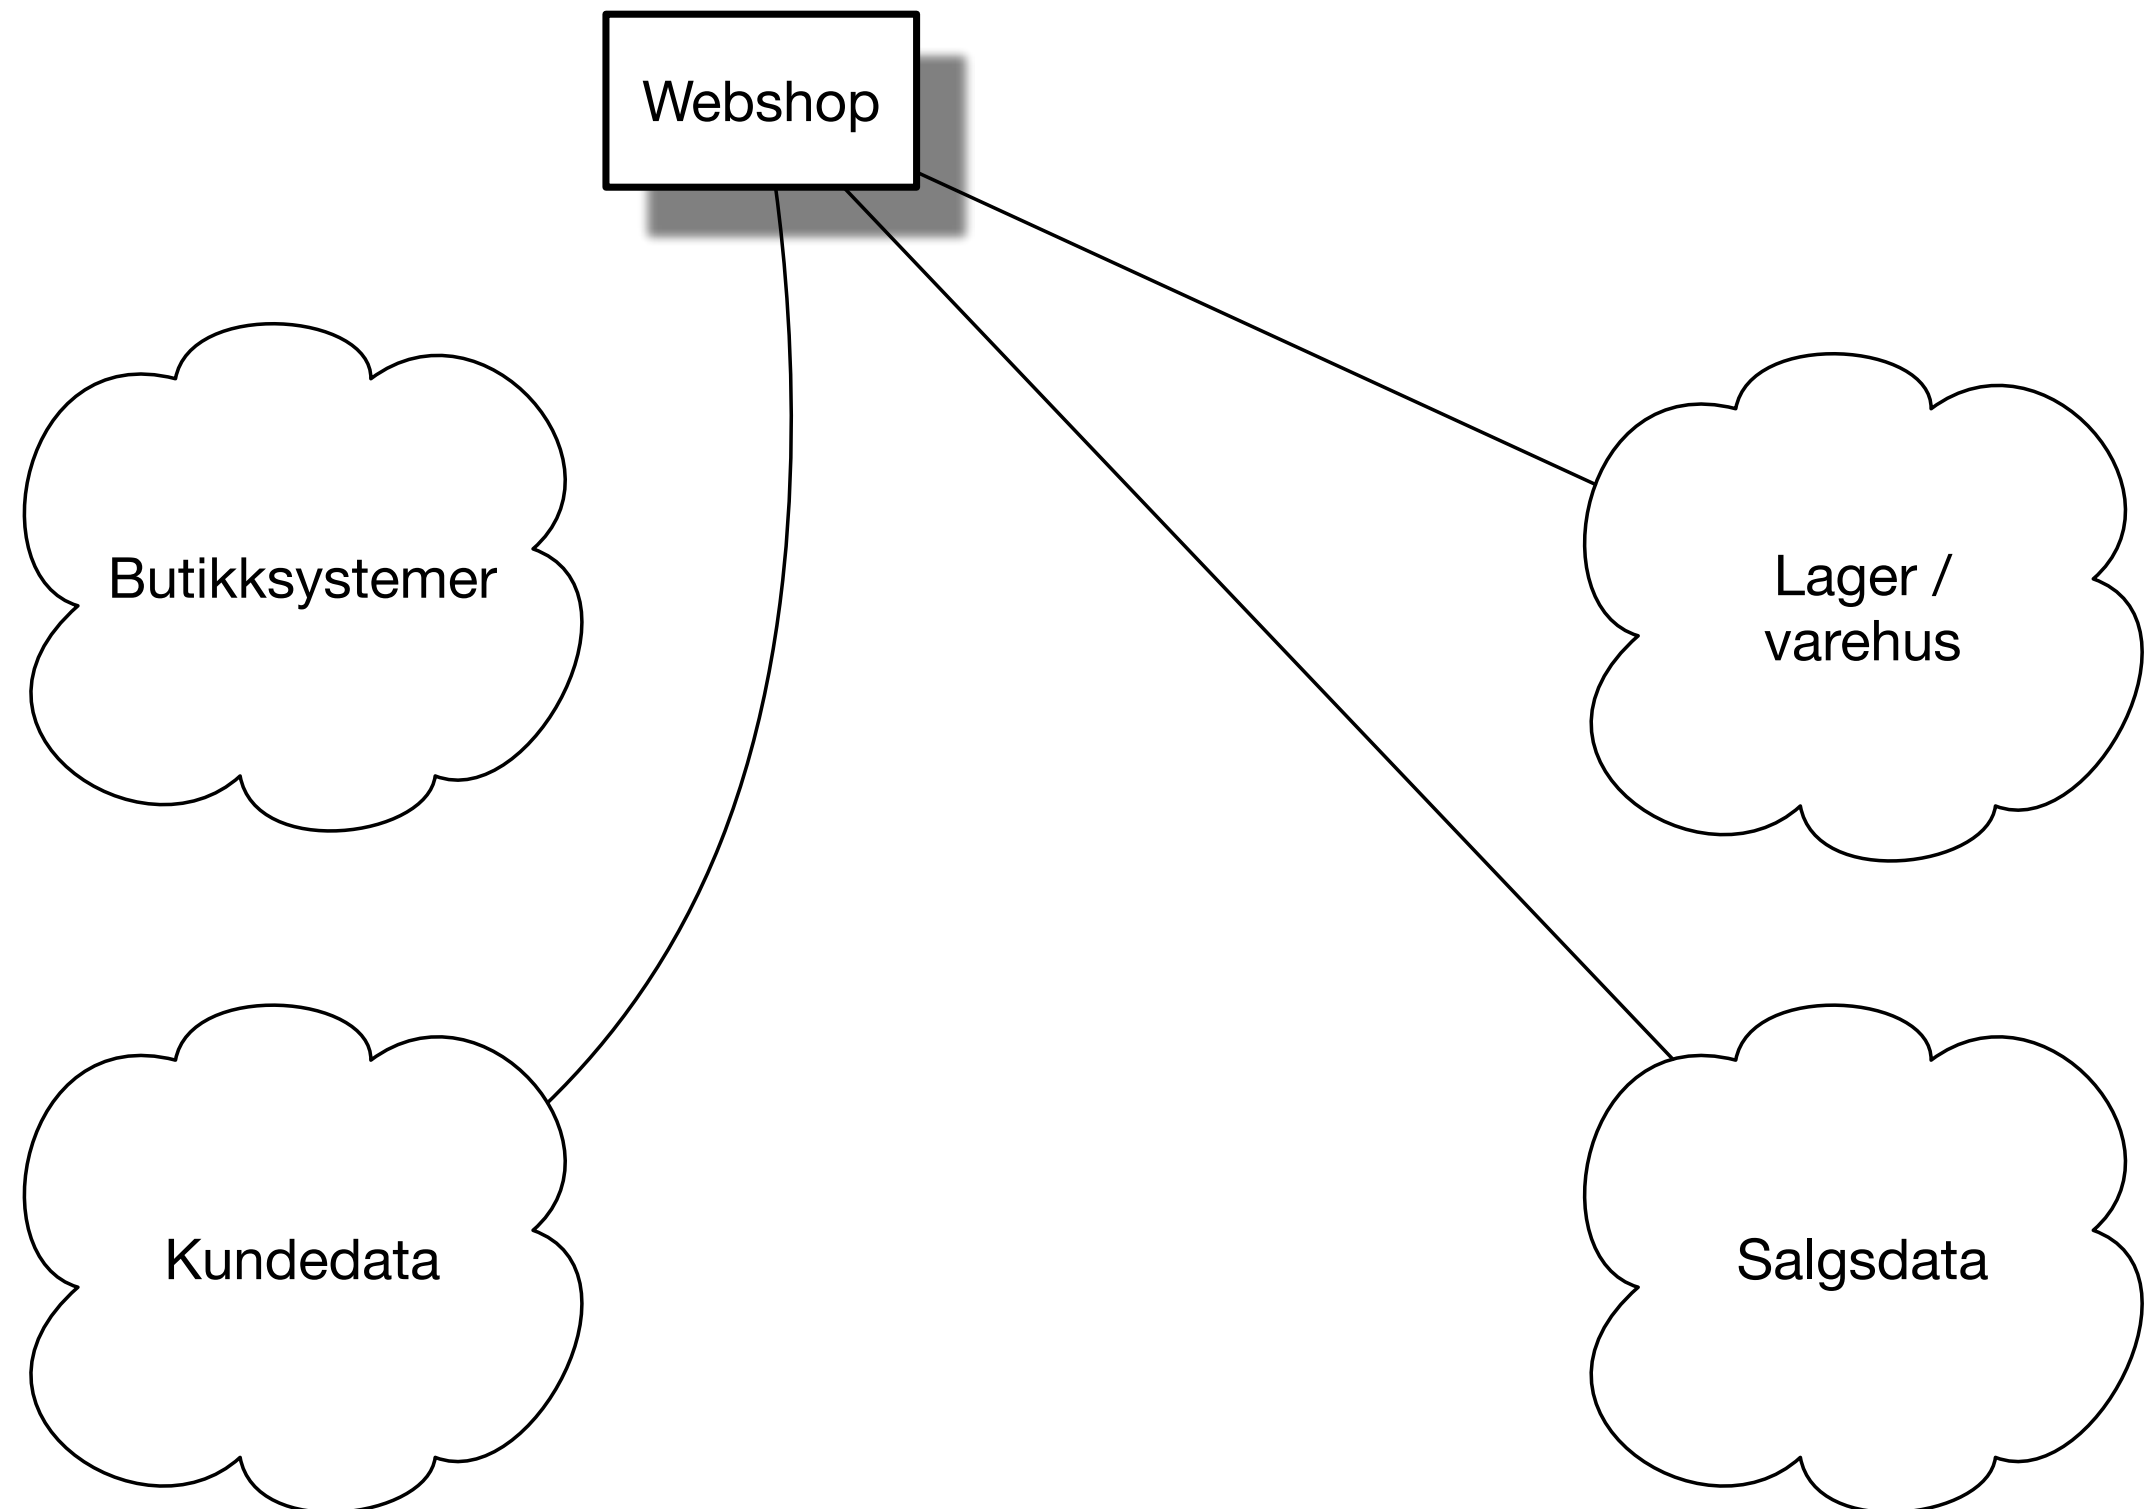 Webshop
Butikksystemer
Lager /
varehus
Kundedata
Salgsdata